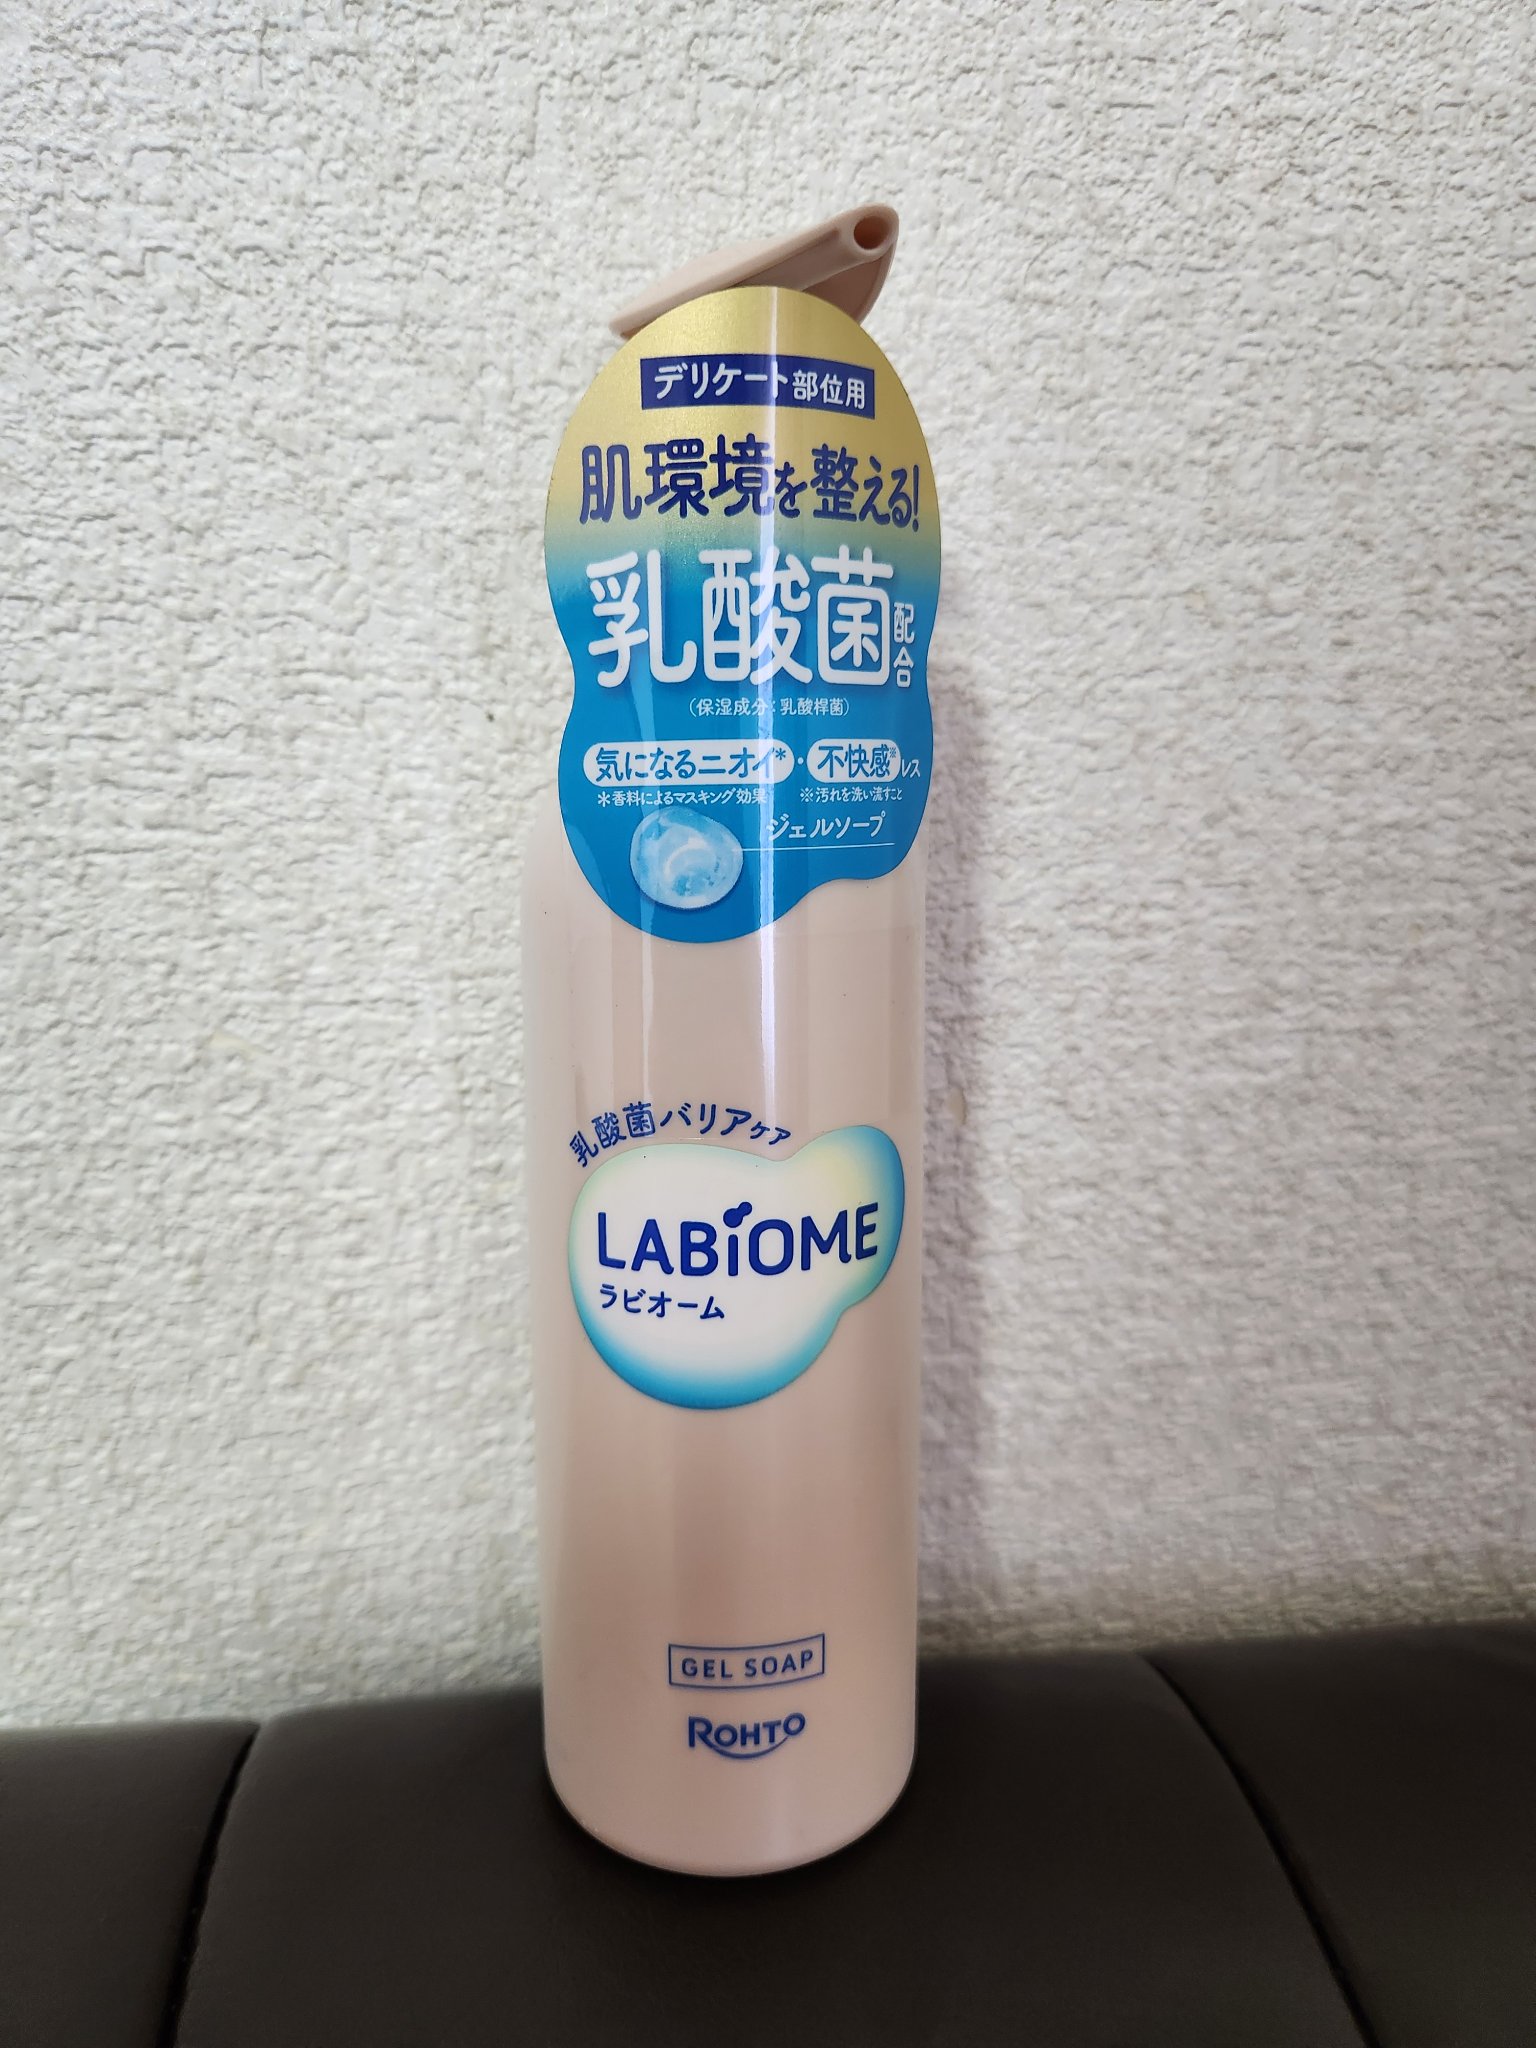 デリケート部位用
肌環境を整える!
乳酸菌配合
(保湿成分:乳酸桿菌)
気になるニオイ*・不快感※レス
*香料によるマスキング効果 ※汚れを洗い流すこと
ジェルソープ
乳酸菌バリアケア
LABiOME
ラビオーム
GEL SOAP
ROHTO